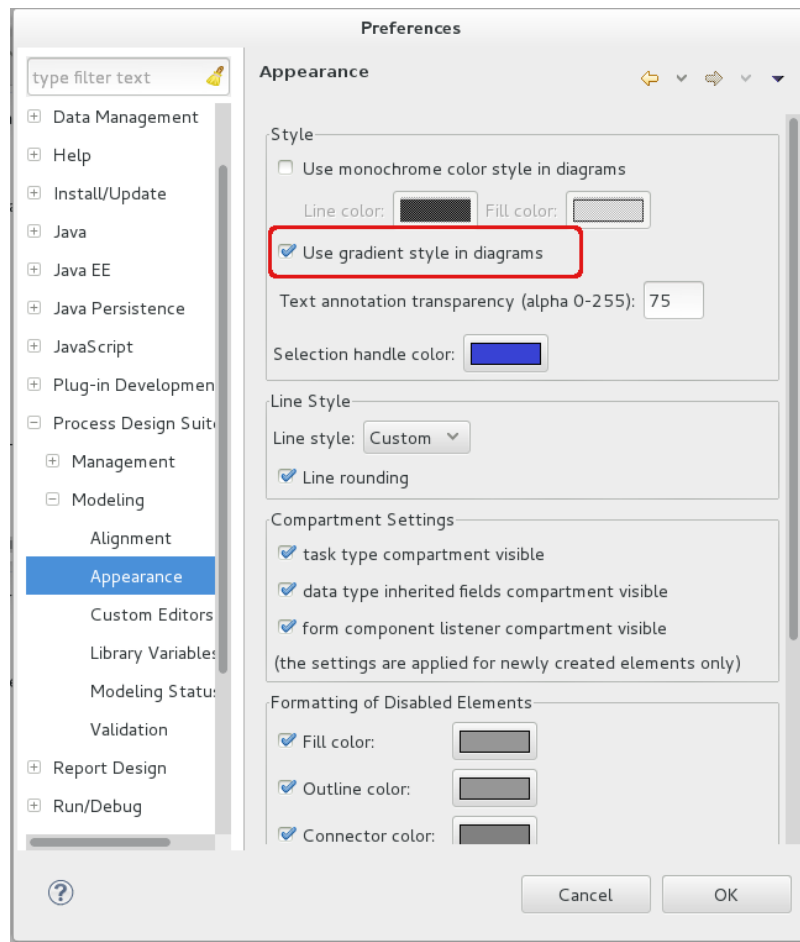 Preferences
type filter text
Data Management
Help
Install/Update
Java
Java EE
Java Persistence
JavaScript
Plug-in Developmen
Process Design Suit
Management
Modeling
Alignment
Appearance
Custom Editors
Library Variables
Modeling Statu
Validation
Report Design
Run/Debug
Appearance
Style
Use monochrome color style in diagrams
Line color: Fill color:
Use gradient style in diagrams
Text annotation transparency (alpha 0-255): 75
Selection handle color:
Line Style
Line style: Custom
Line rounding
Compartment Settings
task type compartment visible
data type inherited fields compartment visible
form component listener compartment visible
(the settings are applied for newly created elements only)
Formatting of Disabled Elements
Fill color:
Outline color:
Connector color:
?
Cancel OK